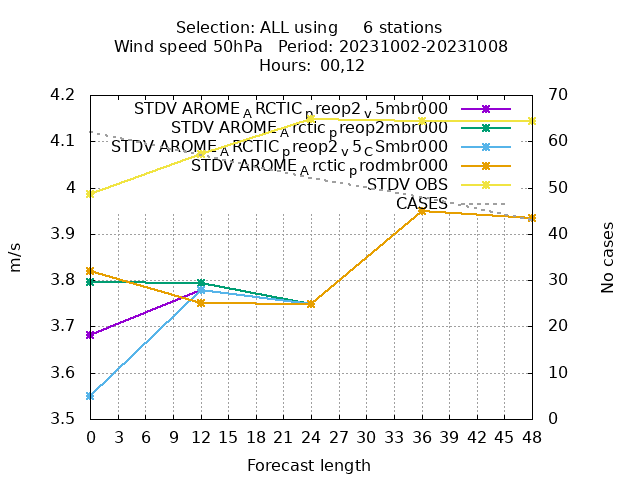 Selection: ALL using 6 stations
Wind speed 50hPa Period: 20231002-20231008
Hours: 00,12
4.2
4.1
4
3.9
3.8
3.7
3.6
3.5
m/s
STDV AROME_ARCTIC_preop2_v5mbr000
STDV AROME_Arctic_preop2mbr000
STDV AROME_ARCTIC_preop2_v5_CSmbr000
STDV AROME_Arctic_prodmbr000
STDV OBS
CASES
70
60
50
40
30
20
10
0
No cases
0 3 6 9 12 15 18 21 24 27 30 33 36 39 42 45 48
Forecast length